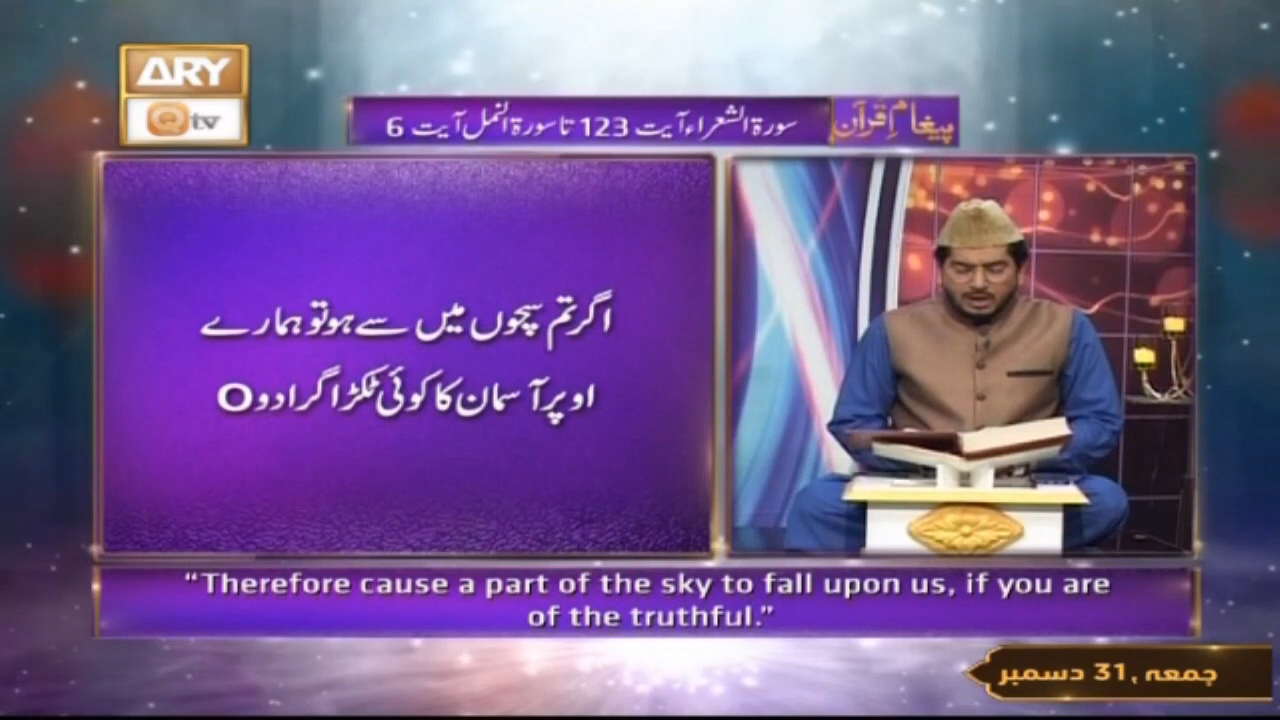 ARY
Qtv
پیغامِ قرآن
سورۃ الشعراء آیت 123 تا سورۃ النمل آیت 6
اگر تم سچوں میں سے ہو تو ہمارے
اوپر آسمان کا کوئی ٹکڑا گرا دو O
“Therefore cause a part of the sky to fall upon us, if you are
of the truthful.”
جمعہ , 31 دسمبر